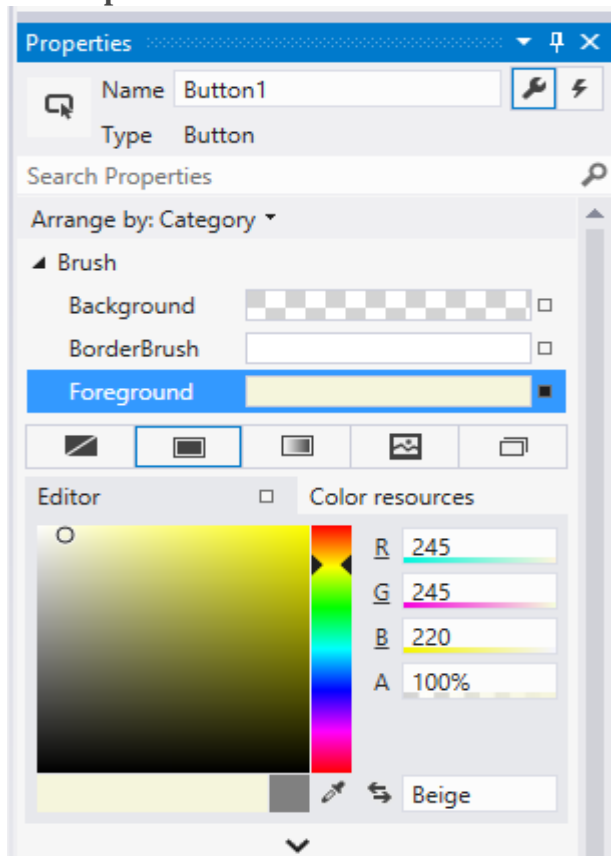 Properties
Name Button1
Type Button
Search Properties
Arrange by: Category
Brush
Background
BorderBrush
Foreground
Editor Color resources
R 245
G 245
B 220
A 100%
Beige